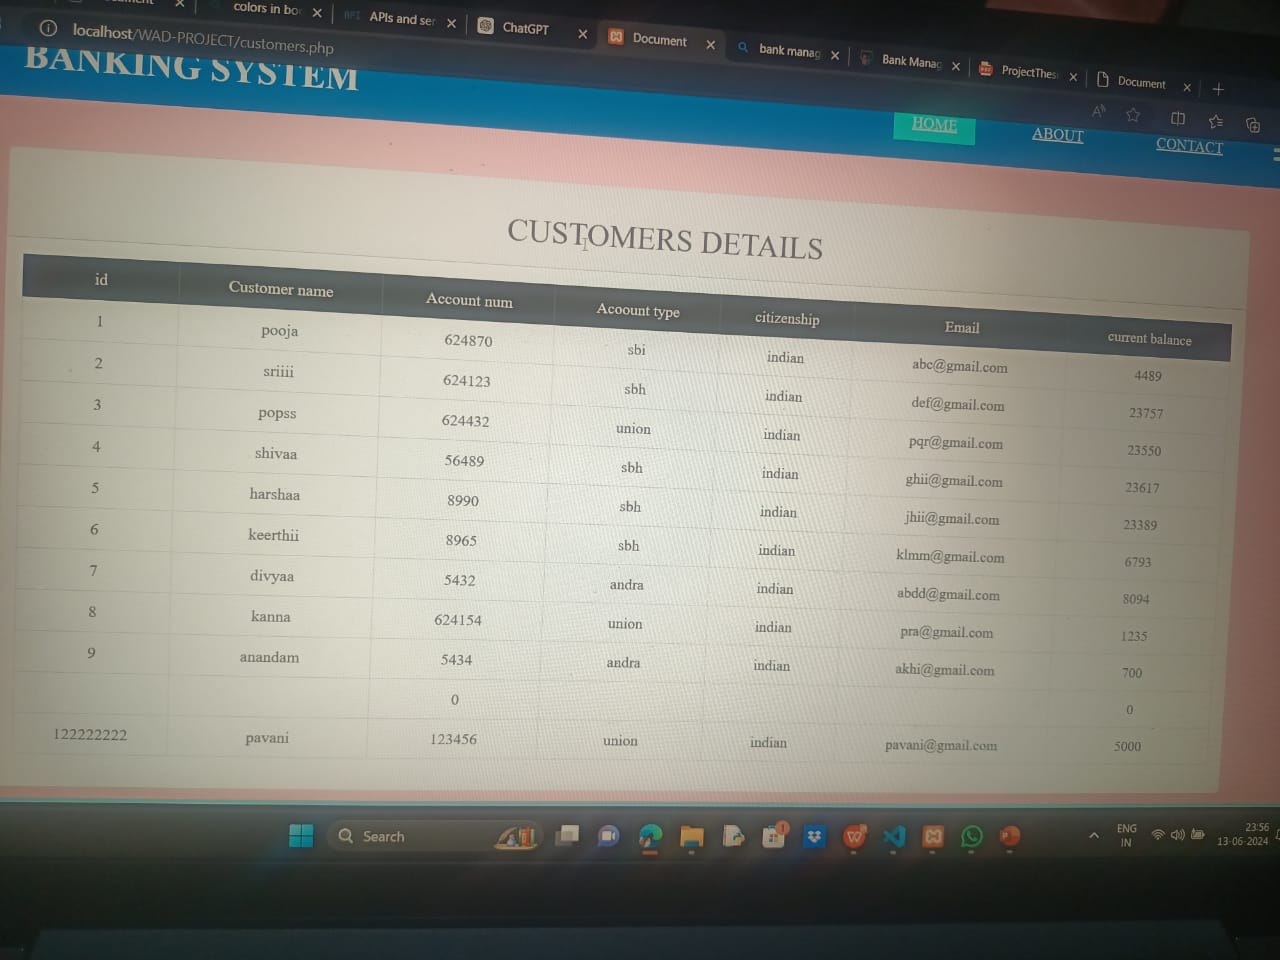 colors in bo
APIs and ser
ChatGPT
Document
bank manag
Bank Manag
ProjectThes
Document
localhost/WAD-PROJECT/customers.php
BANKING SYSTEM
HOME ABOUT CONTACT
CUSTOMERS DETAILS
id Customer name Account num Acoount type citizenship Email current balance
1 pooja 624870 sbi indian abc@gmail.com 4489
2 sriiii 624123 sbh indian def@gmail.com 23757
3 popss 624432 union indian pqr@gmail.com 23550
4 shivaa 56489 sbh indian ghii@gmail.com 23617
5 harshaa 8990 sbh indian jhii@gmail.com 23389
6 keerthii 8965 sbh indian klmm@gmail.com 6793
7 divyaa 5432 andra indian abdd@gmail.com 8094
8 kanna 624154 union indian pra@gmail.com 1235
9 anandam 5434 andra indian akhi@gmail.com 700
0 0
122222222 pavani 123456 union indian pavani@gmail.com 5000
Search
ENG
IN
23:56
13-06-2024